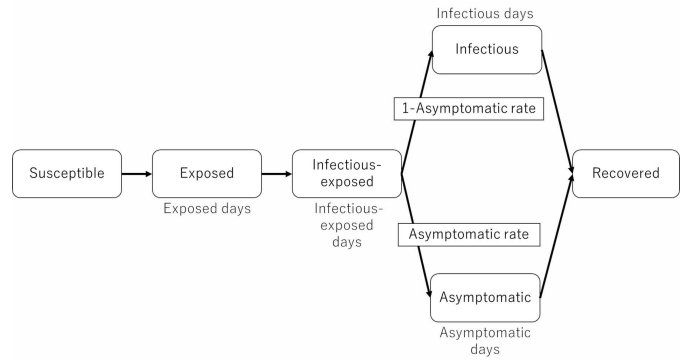 Infectious days
Infectious
1-Asymptomatic rate
Susceptible
Exposed
Infectious-
exposed
Recovered
Exposed days
Infectious-
exposed
days
Asymptomatic rate
Asymptomatic
Asymptomatic
days